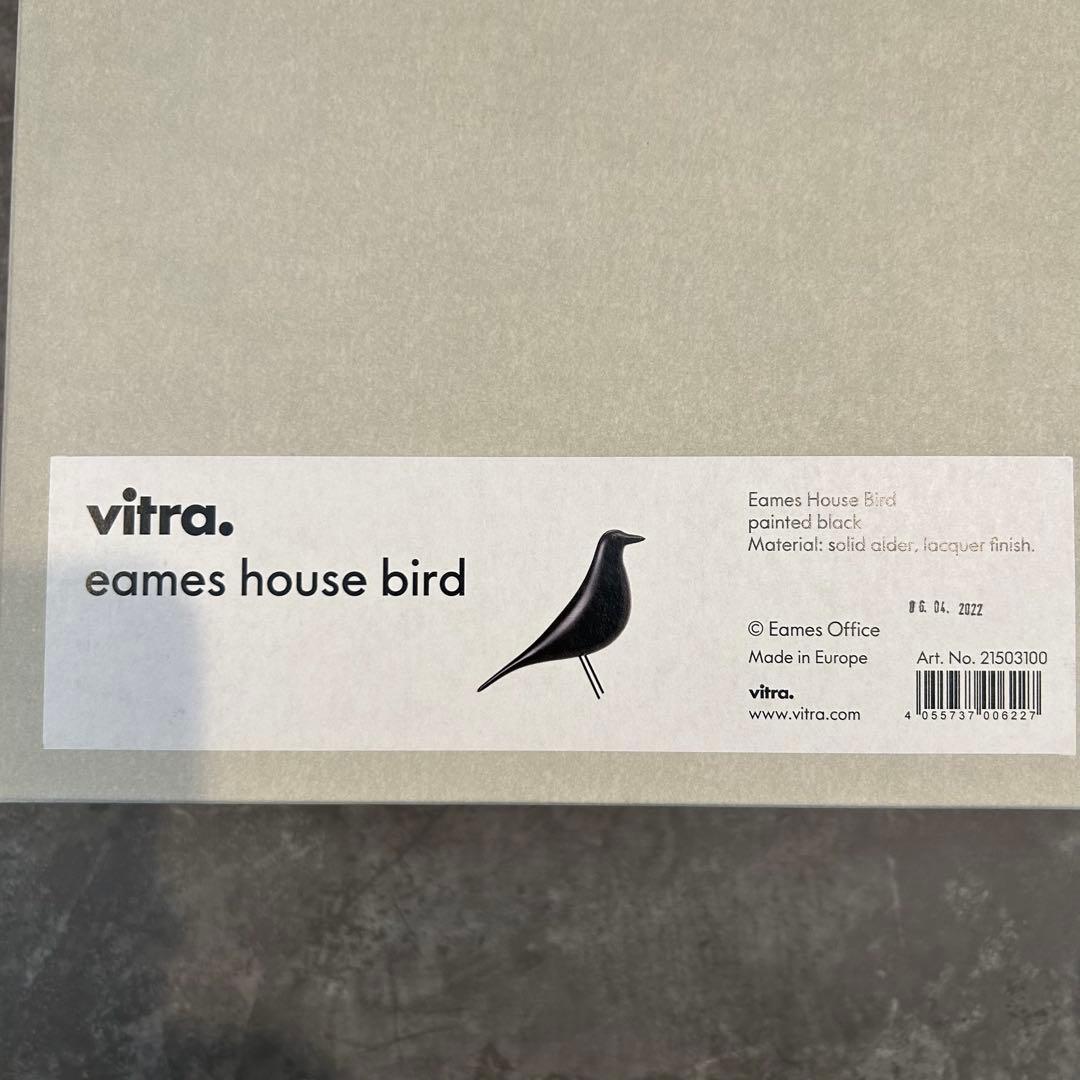 vitra.
eames house bird
Eames House Bird
painted black
Material: solid alder, lacquer finish.
06. 04. 2022
© Eames Office
Made in Europe
Art. No. 21503100
vitra.
www.vitra.com
4 055737 006227